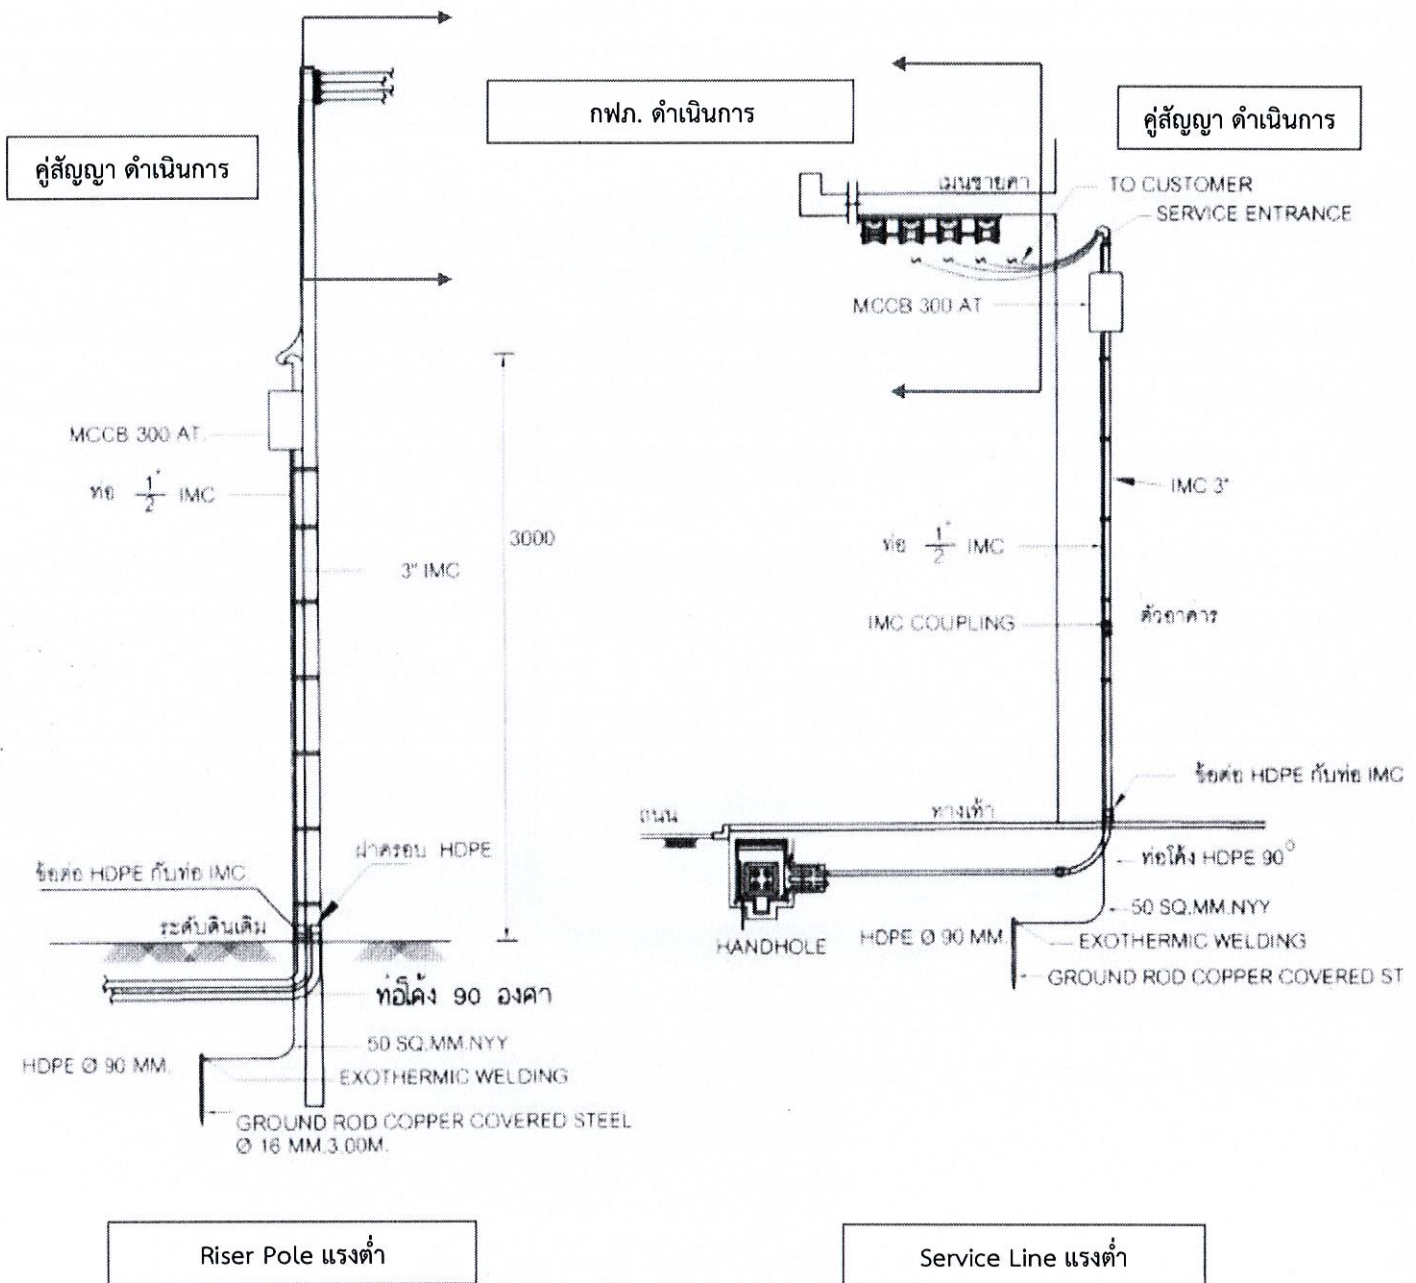 คู่สัญญา ดำเนินการ
กฟภ. ดำเนินการ
คู่สัญญา ดำเนินการ
MCCB 300 AT.
ท่อ 1/2" IMC
3" IMC
3000
ฝาครอบ HDPE
ข้อต่อ HDPE กับท่อ IMC
ระดับดินเดิม
ท่อโค้ง 90 องศา
50 SQ.MM.NYY
HDPE Ø 90 MM.
EXOTHERMIC WELDING
GROUND ROD COPPER COVERED STEEL
Ø 16 MM.3.00M.
Riser Pole แรงต่ำ
เมนชายคา
TO CUSTOMER
SERVICE ENTRANCE
MCCB 300 AT
IMC 3"
ท่อ 1/2" IMC
IMC COUPLING
ตัวอาคาร
ข้อต่อ HDPE กับท่อ IMC
ถนน
ทางเท้า
ท่อโค้ง HDPE 90°
50 SQ.MM.NYY
HANDHOLE
HDPE Ø 90 MM.
EXOTHERMIC WELDING
GROUND ROD COPPER COVERED ST
Service Line แรงต่ำ